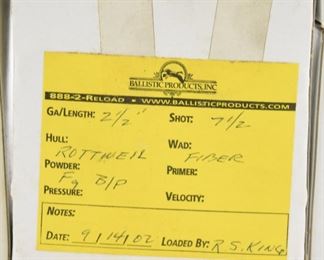 BALLISTIC PRODUCTS, INC
888-2-RELOAD • WWW.BALLISTICPRODUCTS.COM
GA/LENGTH: 2 1/2" SHOT: 7 1/2
HULL: ROTTWEIL WAD: FIBER
POWDER: Fg B/P PRIMER:
PRESSURE: VELOCITY:
NOTES:
DATE: 9/14/02 LOADED BY: R S. KING